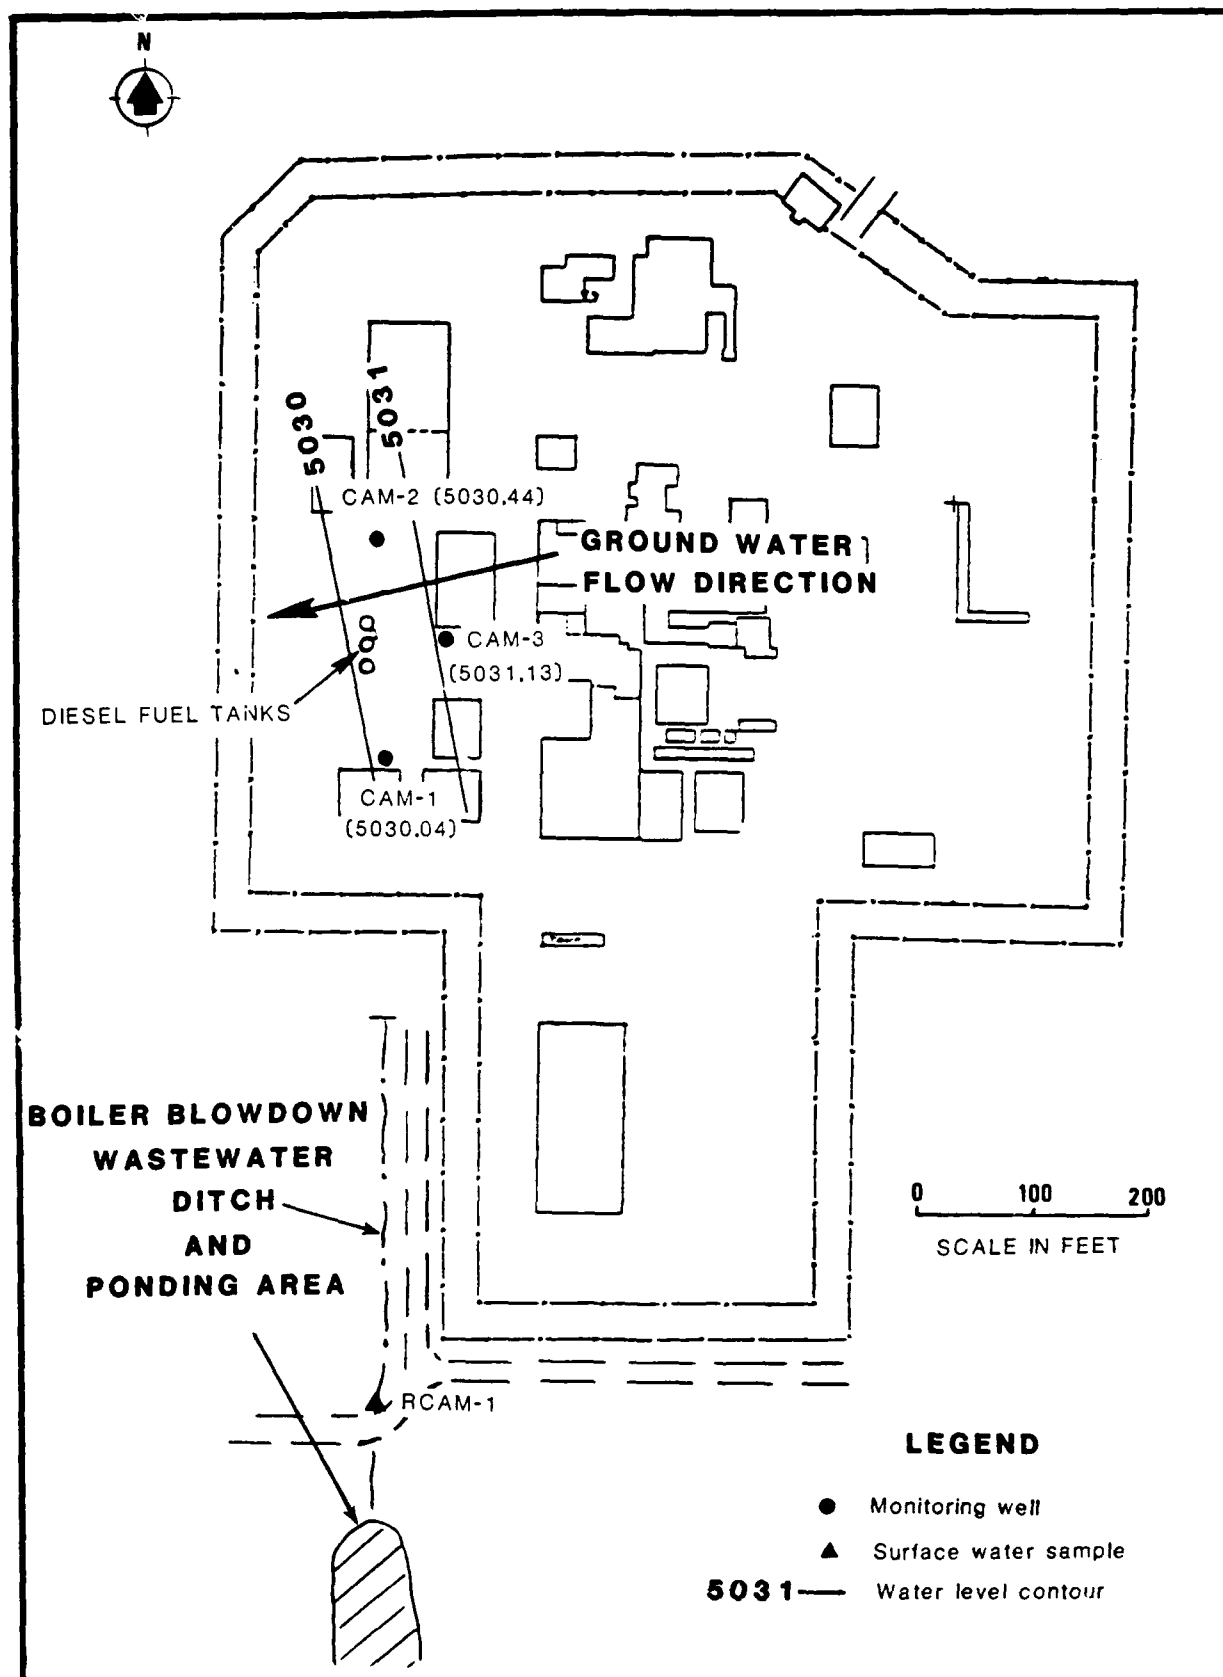 N
5030
5031
CAM-2 (5030.44)
GROUND WATER
FLOW DIRECTION
CAM-3
(5031.13)
DIESEL FUEL TANKS
CAM-1
(5030.04)
BOILER BLOWDOWN
WASTEWATER
DITCH
AND
PONDING AREA
0 100 200
SCALE IN FEET
RCAM-1
LEGEND
Monitoring well
Surface water sample
5031 Water level contour